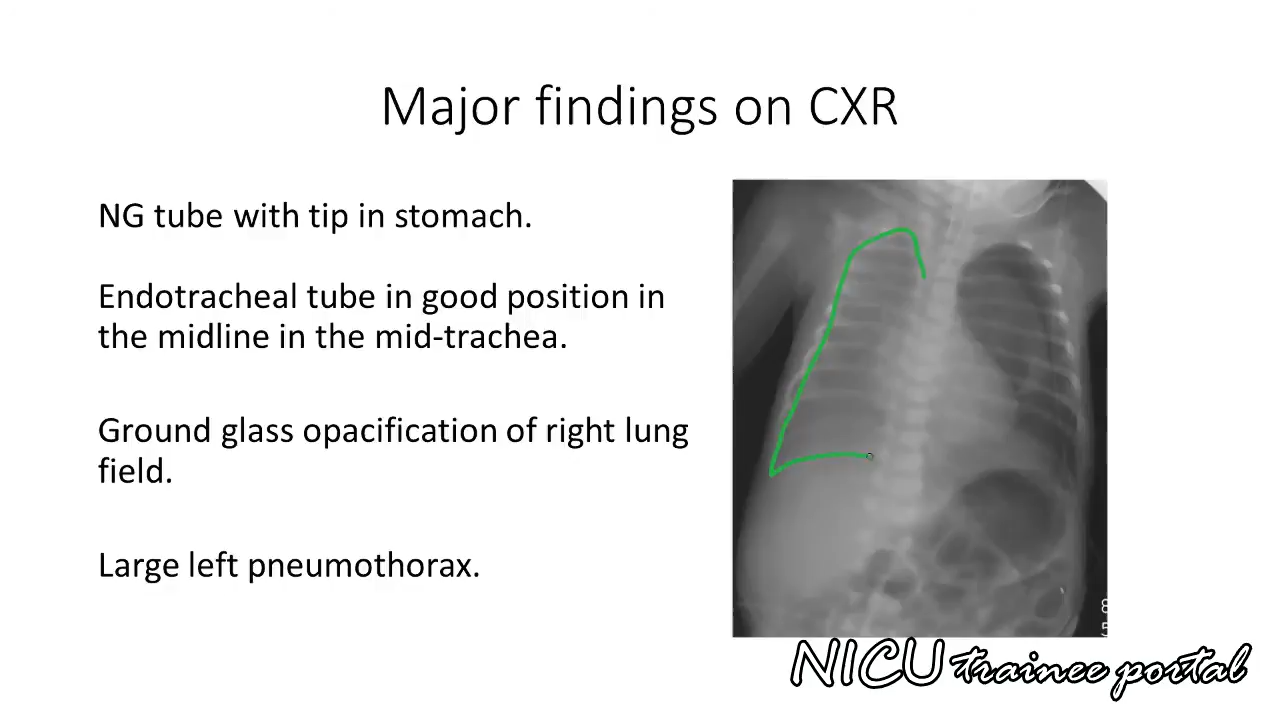 Major findings on CXR
NG tube with tip in stomach.
Endotracheal tube in good position in
the midline in the mid-trachea.
Ground glass opacification of right lung
field.
Large left pneumothorax.
NICU trainee portal